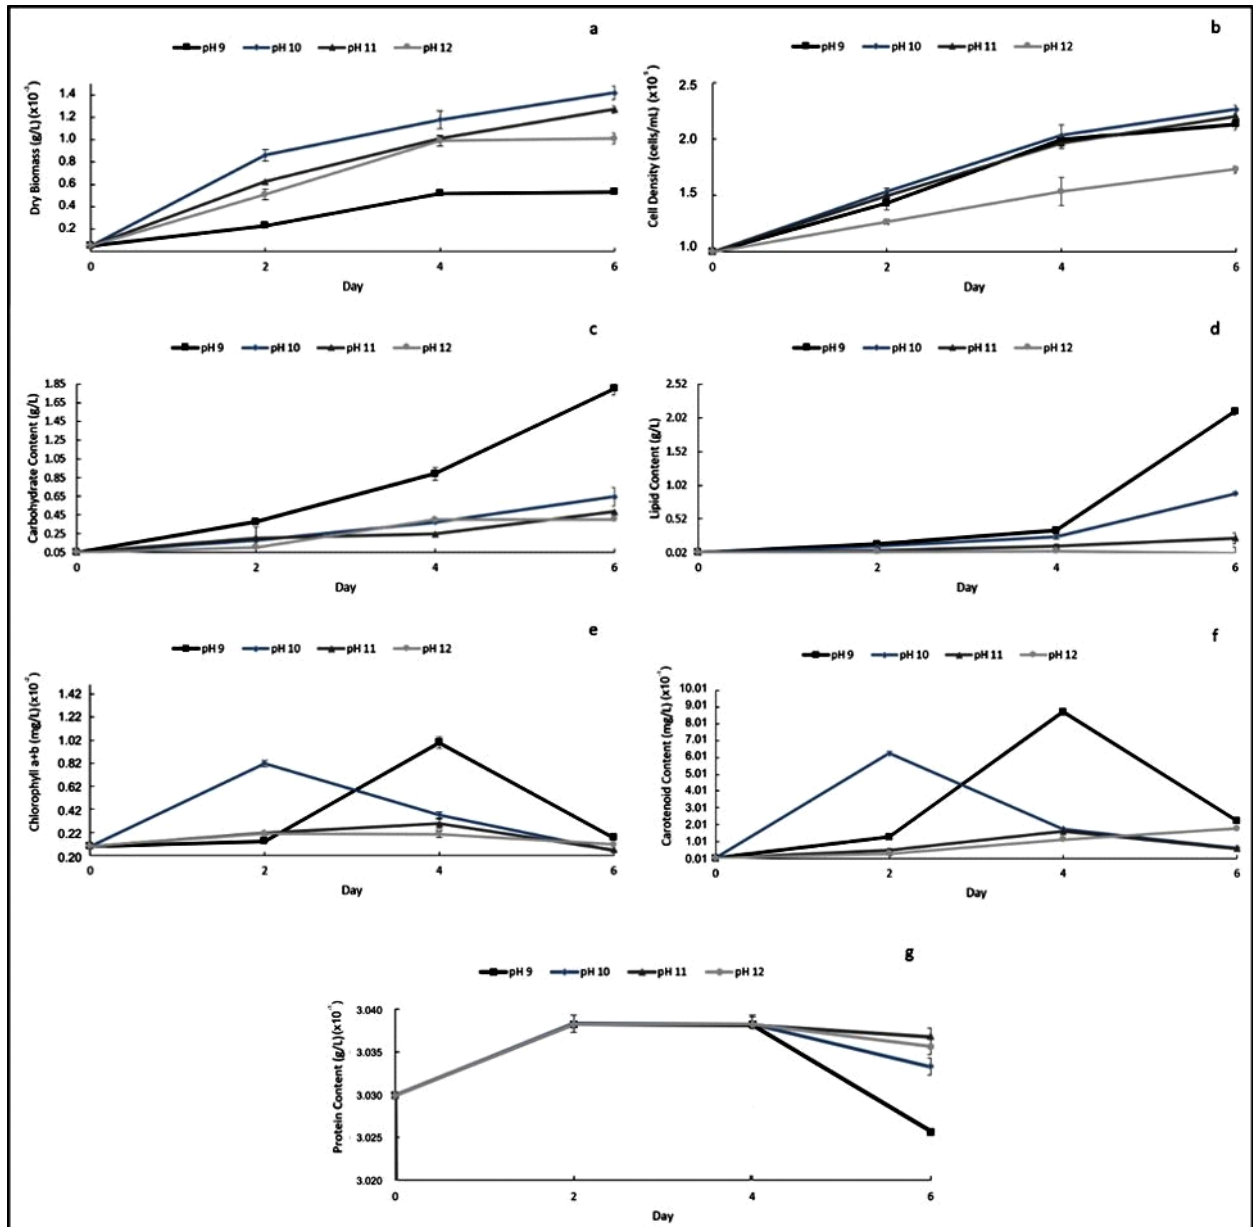 a
pH 9 pH 10 pH 11 pH 12
Dry Biomass (g/L) (x10⁻³)
1.4
1.2
1.0
0.8
0.6
0.4
0.2
0 2 4 6
Day
b
pH 9 pH 10 pH 11 pH 12
Cell Density (cells/mL) (x10
2.5
2.0
1.5
1.0
0 2 4 6
Day
c
pH 9 pH 10 pH 11 pH 12
Carbohydrate Content (g/L)
1.85
1.65
1.45
1.25
1.05
0.85
0.65
0.45
0.25
0.05
0 2 4 6
Day
d
pH 9 pH 10 pH 11 pH 12
Lipid Content (g/L)
2.52
2.02
1.52
1.02
0.52
0.02
0 2 4 6
Day
e
pH 9 pH 10 pH 11 pH 12
Chlorophyll a+b (mg/L) (x10
1.42
1.22
1.02
0.82
0.62
0.42
0.22
0.20
0 2 4 6
Day
f
pH 9 pH 10 pH 11 pH 12
Carotenoid Content (mg/L) (x10
10.01
9.01
8.01
7.01
6.01
5.01
4.01
3.01
2.01
1.01
0.01
0 2 4 6
Day
g
pH 9 pH 10 pH 11 pH 12
Protein Content (g/L) (x10
3.040
3.035
3.030
3.025
3.020
0 2 4 6
Day